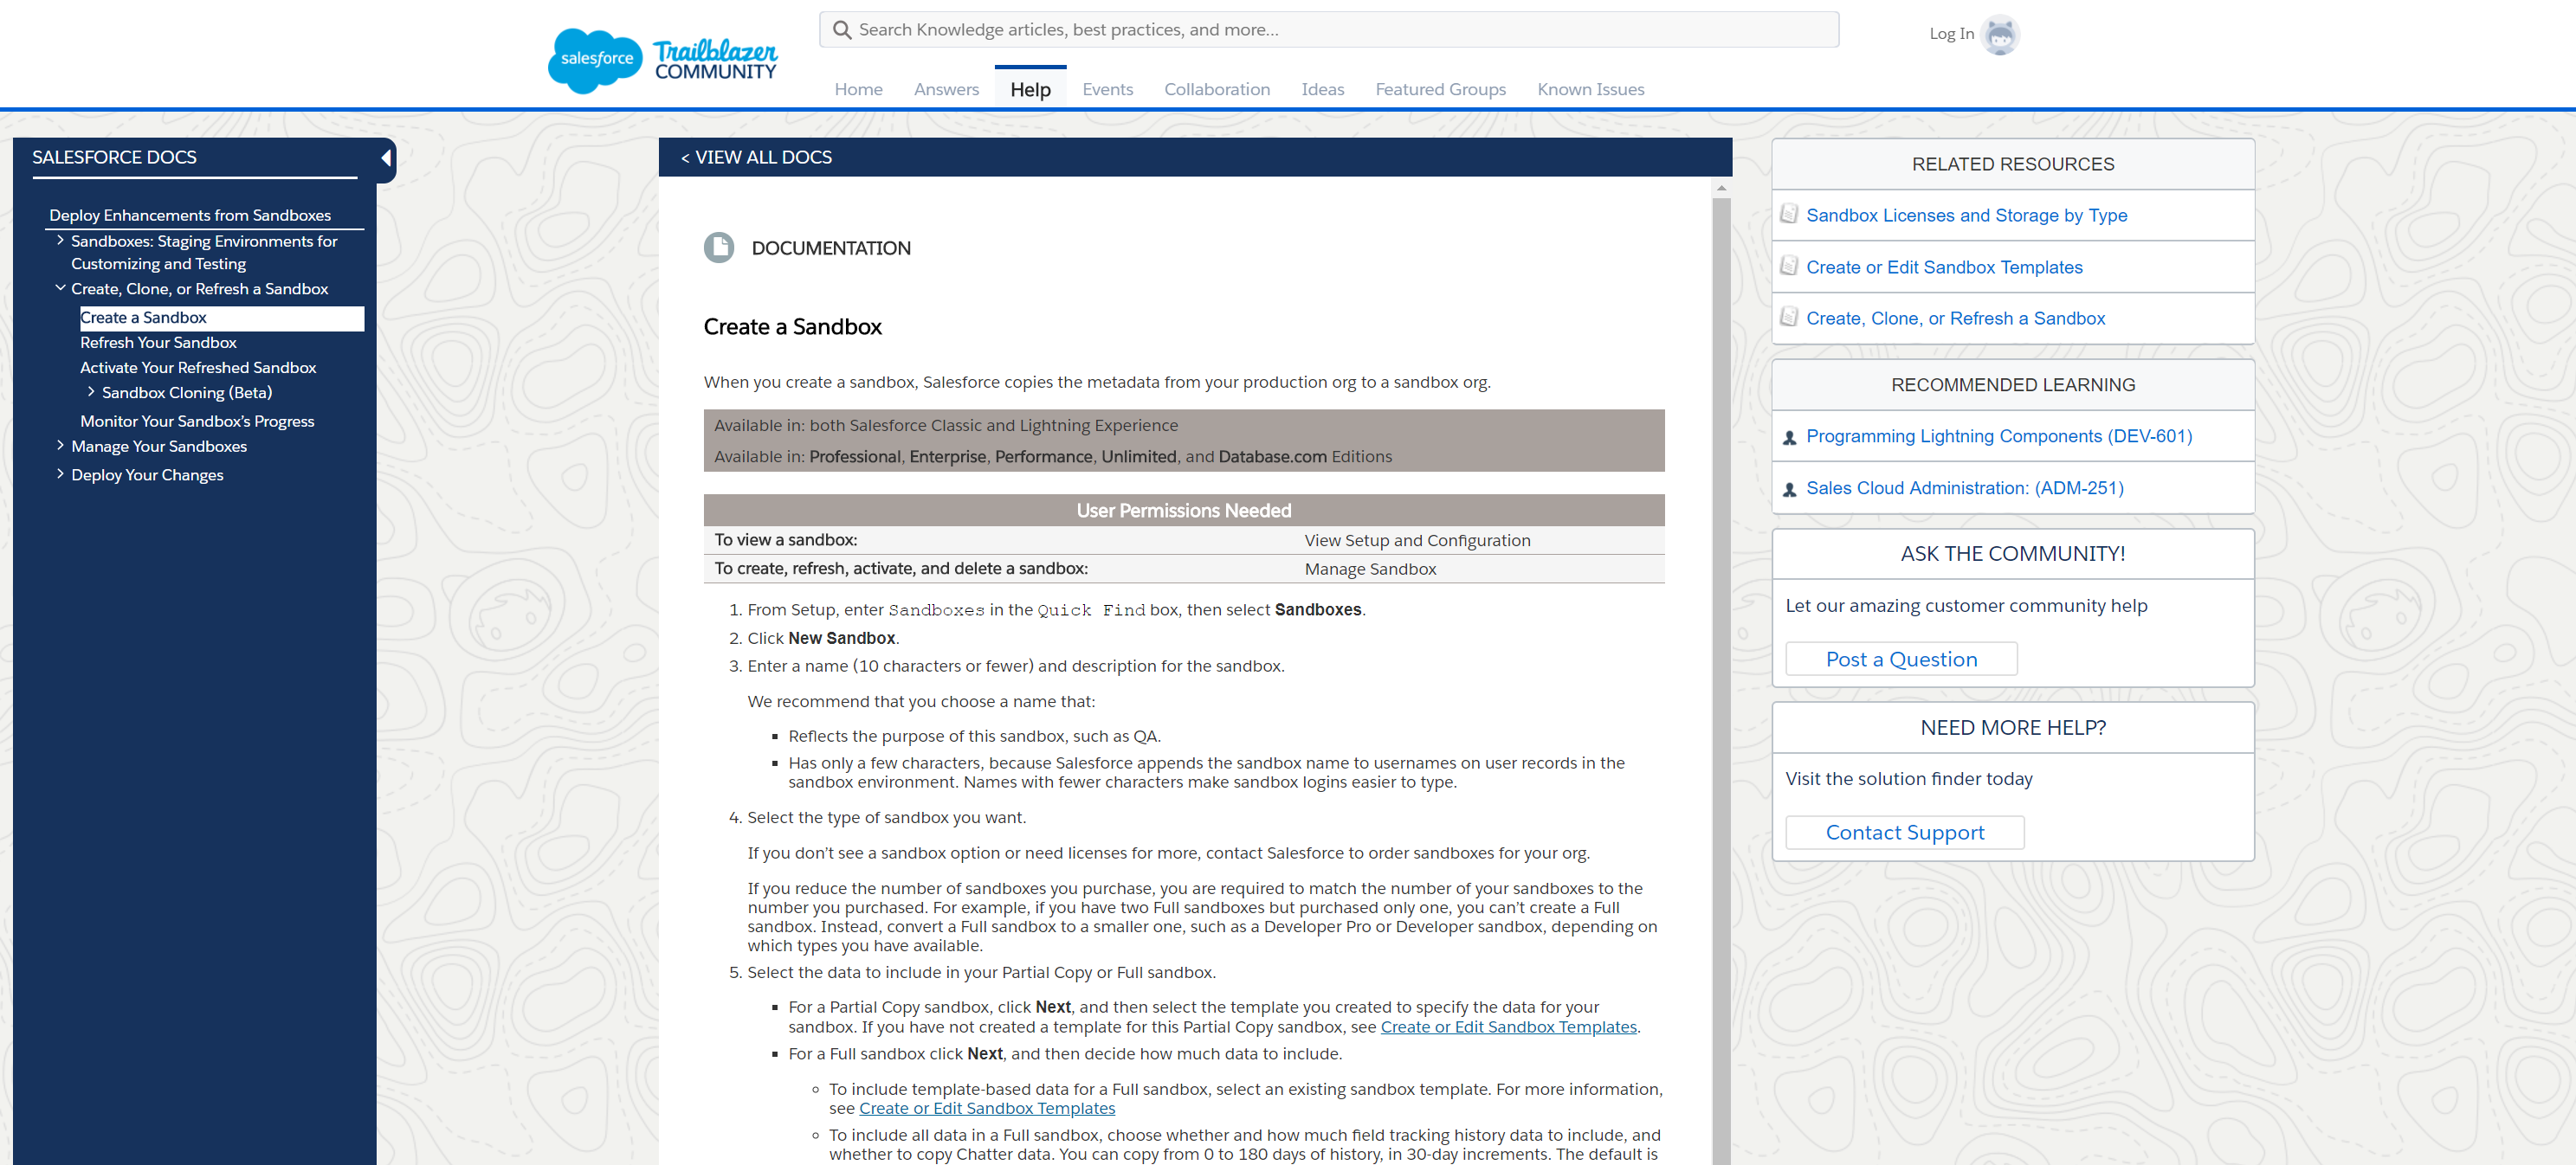 salesforce
Trailblazer
COMMUNITY
Search Knowledge articles, best practices, and more...
Log In
Home
Answers
Help
Events
Collaboration
Ideas
Featured Groups
Known Issues
SALESFORCE DOCS
Deploy Enhancements from Sandboxes
Sandboxes: Staging Environments for
Customizing and Testing
Create, Clone, or Refresh a Sandbox
Create a Sandbox
Refresh Your Sandbox
Activate Your Refreshed Sandbox
Sandbox Cloning (Beta)
Monitor Your Sandbox’s Progress
Manage Your Sandboxes
Deploy Your Changes
< VIEW ALL DOCS
DOCUMENTATION
Create a Sandbox
When you create a sandbox, Salesforce copies the metadata from your production org to a sandbox org.
Available in: both Salesforce Classic and Lightning Experience
Available in: Professional, Enterprise, Performance, Unlimited, and Database.com Editions
User Permissions Needed
To view a sandbox: View Setup and Configuration
To create, refresh, activate, and delete a sandbox: Manage Sandbox
1. From Setup, enter Sandboxes in the Quick Find box, then select Sandboxes.
2. Click New Sandbox.
3. Enter a name (10 characters or fewer) and description for the sandbox.
We recommend that you choose a name that:
▪ Reflects the purpose of this sandbox, such as QA.
▪ Has only a few characters, because Salesforce appends the sandbox name to usernames on user records in the
sandbox environment. Names with fewer characters make sandbox logins easier to type.
4. Select the type of sandbox you want.
If you don’t see a sandbox option or need licenses for more, contact Salesforce to order sandboxes for your org.
If you reduce the number of sandboxes you purchase, you are required to match the number of your sandboxes to the
number you purchased. For example, if you have two Full sandboxes but purchased only one, you can’t create a Full
sandbox. Instead, convert a Full sandbox to a smaller one, such as a Developer Pro or Developer sandbox, depending on
which types you have available.
5. Select the data to include in your Partial Copy or Full sandbox.
▪ For a Partial Copy sandbox, click Next, and then select the template you created to specify the data for your
sandbox. If you have not created a template for this Partial Copy sandbox, see Create or Edit Sandbox Templates.
▪ For a Full sandbox click Next, and then decide how much data to include.
◦ To include template-based data for a Full sandbox, select an existing sandbox template. For more information,
see Create or Edit Sandbox Templates
◦ To include all data in a Full sandbox, choose whether and how much field tracking history data to include, and
whether to copy Chatter data. You can copy from 0 to 180 days of history, in 30-day increments. The default is
RELATED RESOURCES
Sandbox Licenses and Storage by Type
Create or Edit Sandbox Templates
Create, Clone, or Refresh a Sandbox
RECOMMENDED LEARNING
Programming Lightning Components (DEV-601)
Sales Cloud Administration: (ADM-251)
ASK THE COMMUNITY!
Let our amazing customer community help
Post a Question
NEED MORE HELP?
Visit the solution finder today
Contact Support